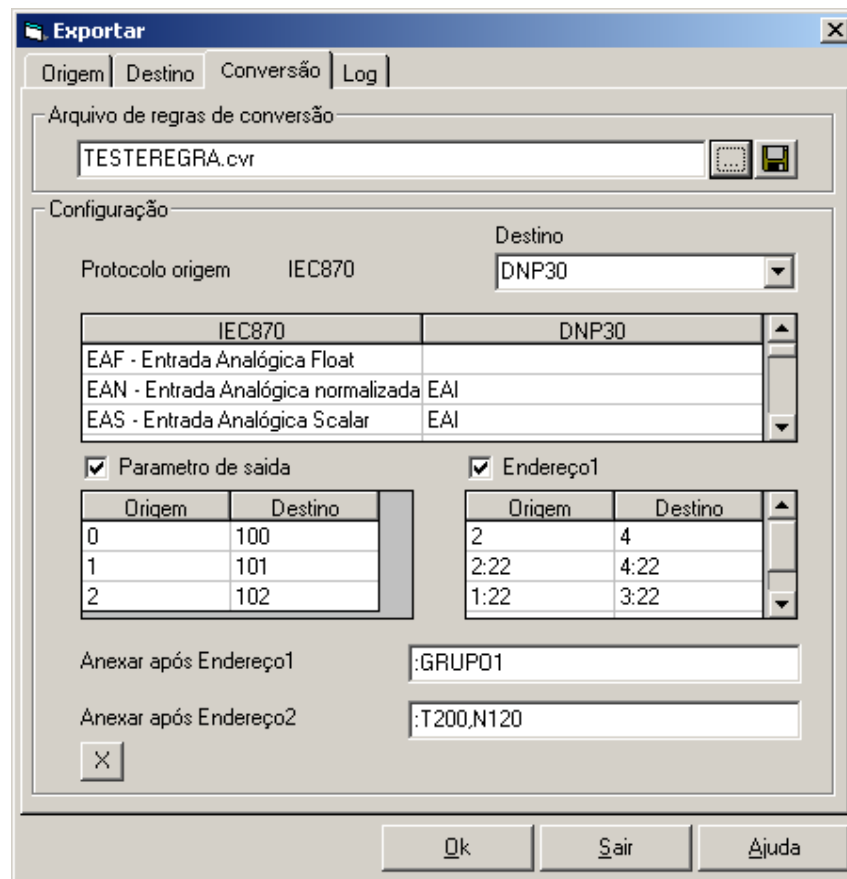 Exportar
Origem Destino Conversão Log
Arquivo de regras de conversão
TESTEREGRA.cvr ...
Configuração
Destino
Protocolo origem IEC870 DNP30
IEC870 DNP30
EAF - Entrada Analógica Float
EAN - Entrada Analógica normalizada EAI
EAS - Entrada Analógica Scalar EAI
Parametro de saida Endereço1
Origem Destino Origem Destino
0 100 2 4
1 101 2:22 4:22
2 102 1:22 3:22
Anexar após Endereço1 :GRUPO1
Anexar após Endereço2 :T200,N120
X
Ok Sair Ajuda